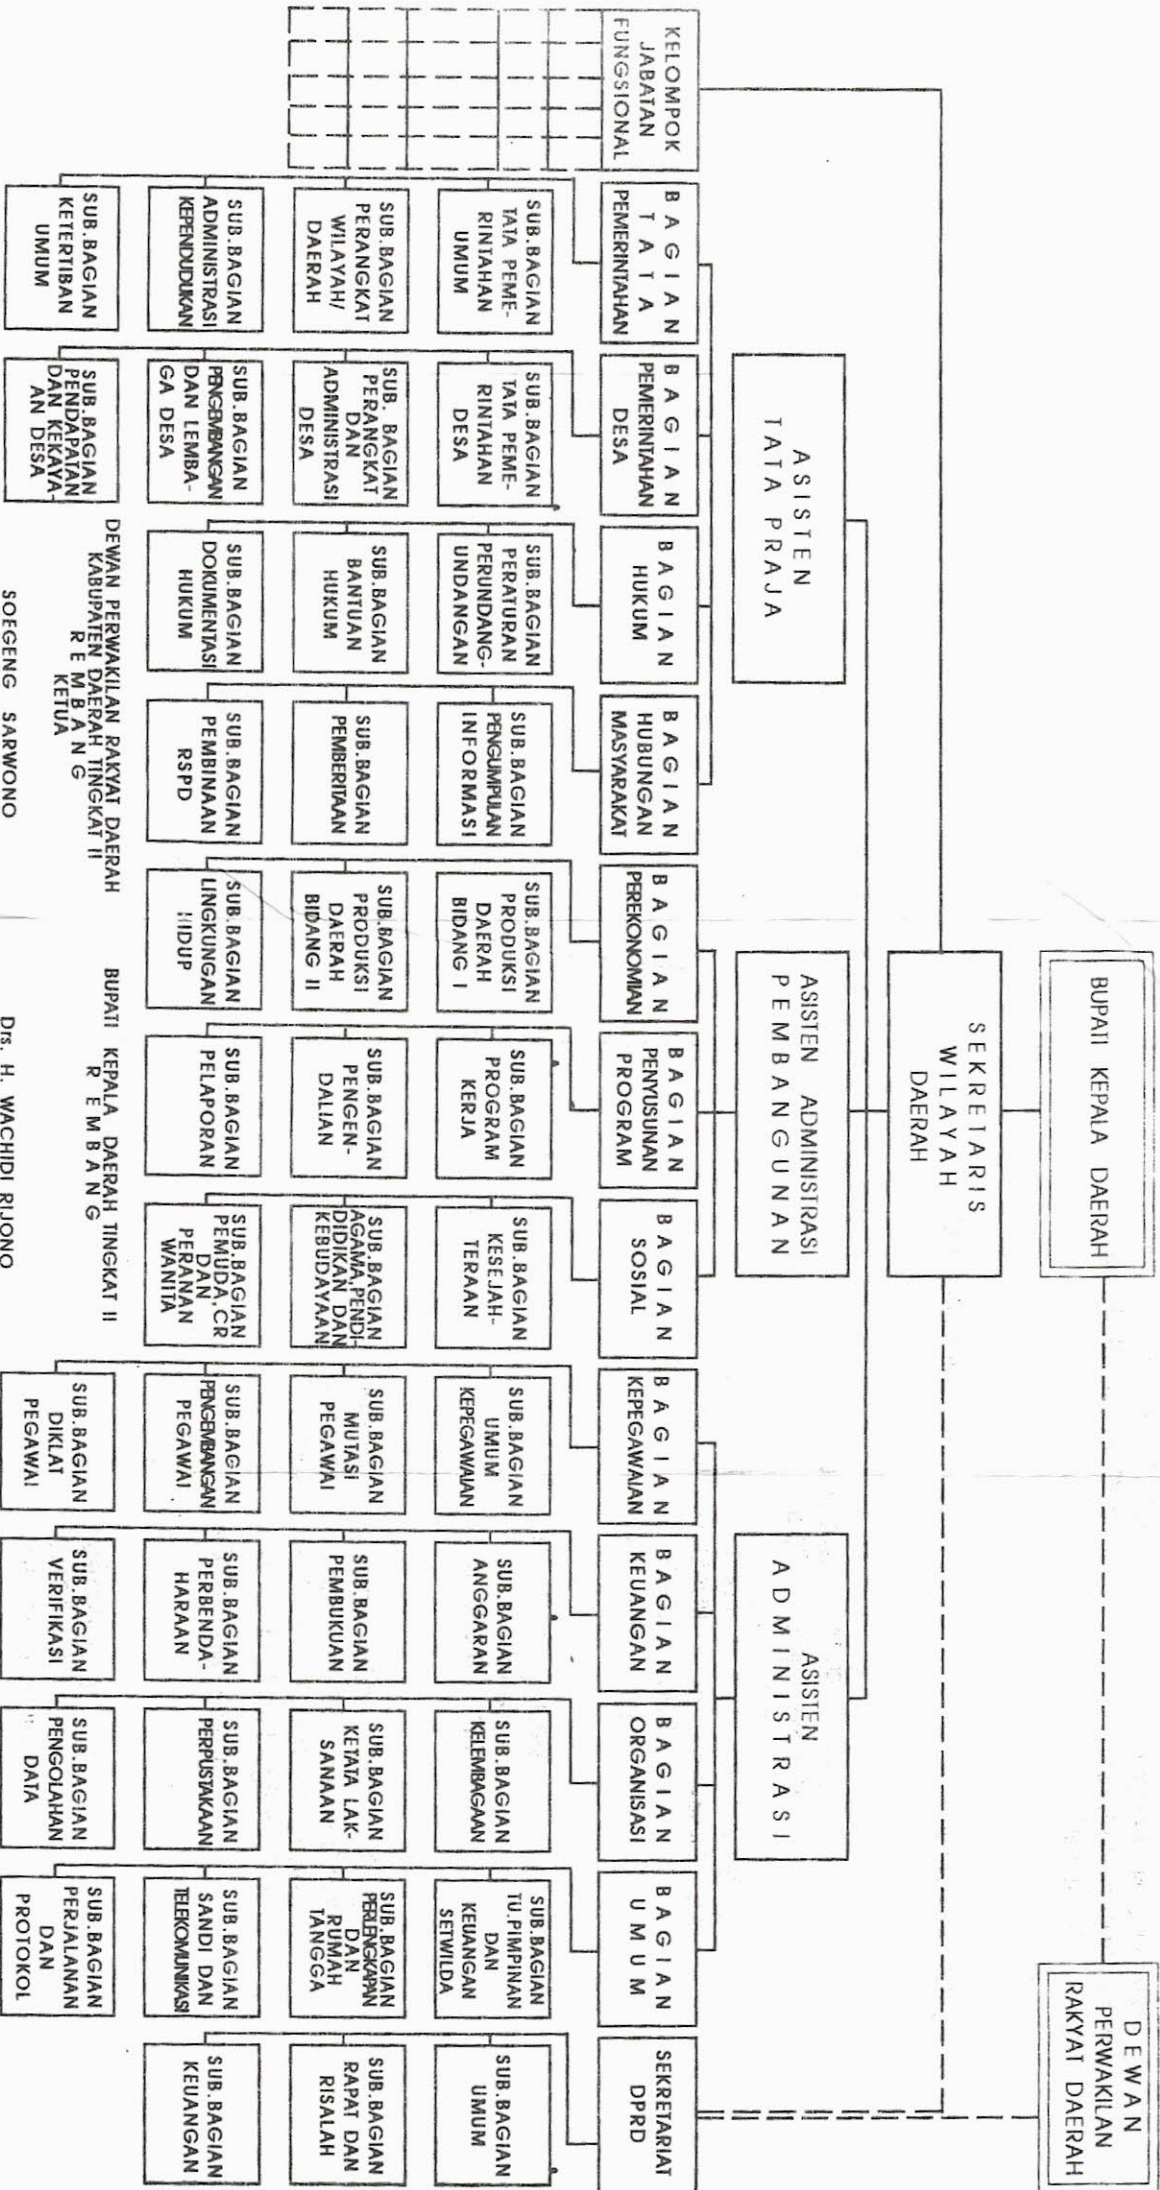 BUPATI KEPALA DAERAH
DEWAN
PERWAKILAN
RAKYAT DAERAH
SEKRETARIS
WILAYAH
DAERAH
ASISTEN
TATA PRAJA
ASISTEN ADMINISTRASI
PEMBANGUNAN
ASISTEN
ADMINISTRASI
KELOMPOK
JABATAN
FUNGSIONAL
BAGIAN
TATA
PEMERINTAHAN
BAGIAN
PEMERINTAHAN
DESA
BAGIAN
HUKUM
BAGIAN
HUBUNGAN
MASYARAKAT
BAGIAN
PEREKONOMIAN
BAGIAN
PENYUSUNAN
PROGRAM
BAGIAN
SOSIAL
BAGIAN
KEPEGAWAIAN
BAGIAN
KEUANGAN
BAGIAN
ORGANISASI
BAGIAN
UMUM
SEKRETARIAT
DPRD
SUB.BAGIAN
TATA PEME-
RINTAHAN
UMUM
SUB.BAGIAN
TATA PEME-
RINTAHAN
DESA
SUB.BAGIAN
PERATURAN
PERUNDANG-
UNDANGAN
SUB.BAGIAN
PENGUMPULAN
INFORMASI
SUB.BAGIAN
PRODUKSI
DAERAH
BIDANG I
SUB.BAGIAN
PROGRAM
KERJA
SUB.BAGIAN
KESEJAH-
TERAAN
SUB.BAGIAN
UMUM
KEPEGAWAIAN
SUB.BAGIAN
ANGGARAN
SUB.BAGIAN
KELEMBAGAAN
SUB.BAGIAN
TU.PIMPINAN
DAN
KEUANGAN
SETWILDA
SUB.BAGIAN
UMUM
SUB.BAGIAN
PERANGKAT
WILAYAH/
DAERAH
SUB. BAGIAN
PERANGKAT
DAN
ADMINISTRASI
DESA
SUB.BAGIAN
BANTUAN
HUKUM
SUB.BAGIAN
PEMBERITAAN
SUB.BAGIAN
PRODUKSI
DAERAH
BIDANG II
SUB.BAGIAN
PENGEN-
DALIAN
SUB.BAGIAN
AGAMA,PENDI-
DIDIKAN DAN
KEBUDAYAAN
SUB.BAGIAN
MUTASI
PEGAWAI
SUB.BAGIAN
PEMBUKUAN
SUB.BAGIAN
KETATA LAK-
SANAAN
SUB.BAGIAN
PERLENGKAPAN
DAN
RUMAH
TANGGA
SUB.BAGIAN
RAPAT DAN
RISALAH
SUB.BAGIAN
ADMINISTRASI
KEPENDUDUKAN
SUB.BAGIAN
PENGEMBANGAN
DAN LEMBA-
GA DESA
SUB.BAGIAN
DOKUMENTASI
HUKUM
SUB.BAGIAN
PEMBINAAN
RSPD
SUB.BAGIAN
LINGKUNGAN
HIDUP
SUB.BAGIAN
PELAPORAN
SUB.BAGIAN
PEMUDA,CR
DAN
PERANAN
WANITA
SUB.BAGIAN
PENGEMBANGAN
PEGAWAI
SUB.BAGIAN
PERBENDA-
HARAAN
SUB.BAGIAN
PERPUSTAKAAN
SUB.BAGIAN
SANDI DAN
TELEKOMUNIKASI
SUB.BAGIAN
KEUANGAN
SUB.BAGIAN
KETERTIBAN
UMUM
SUB.BAGIAN
PENDAPATAN
DAN KEKAYA-
AN DESA
SUB.BAGIAN
DIKLAT
PEGAWAI
SUB.BAGIAN
VERIFIKASI
SUB.BAGIAN
PENGOLAHAN
DATA
SUB.BAGIAN
PERJALANAN
DAN
PROTOKOL
DEWAN PERWAKILAN RAKYAT DAERAH
KABUPATEN DAERAH TINGKAT II
REMBANG
KETUA
SOEGENG SARWONO
BUPATI KEPALA DAERAH TINGKAT II
REMBANG
Drs. H. WACHIDI RIJONO